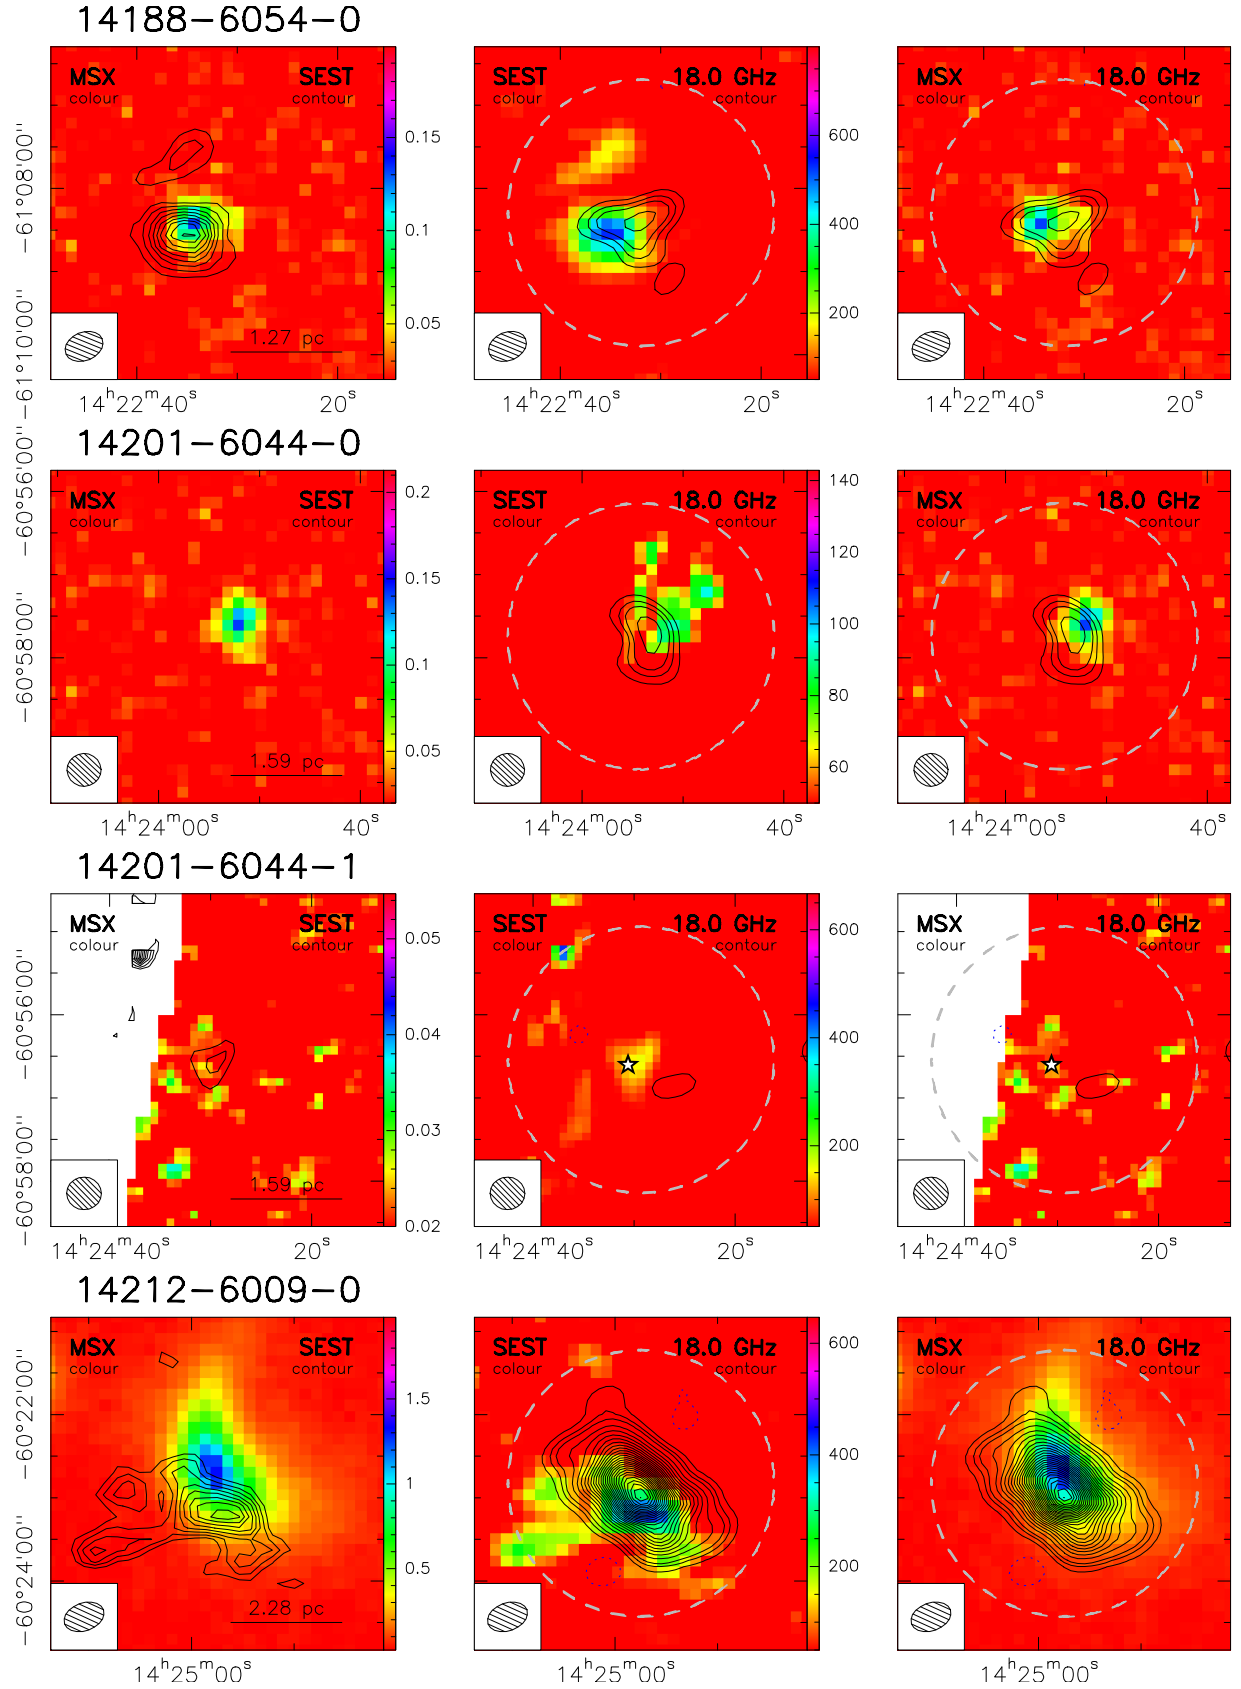 14188−6054−0
MSX SEST
colour contour
0.15
0.1
0.05
1.27 pc
SEST 18.0 GHz
colour contour
600
400
200
MSX 18.0 GHz
colour contour
−61°08'00''
−61°10'00''
14ʰ22ᵐ40ˢ 20ˢ
14ʰ22ᵐ40ˢ 20ˢ
14ʰ22ᵐ40ˢ 20ˢ
14201−6044−0
MSX SEST
colour contour
0.2
0.15
0.1
0.05
1.59 pc
SEST 18.0 GHz
colour contour
140
120
100
80
60
MSX 18.0 GHz
colour contour
−60°56'00''
−60°58'00''
14ʰ24ᵐ00ˢ 40ˢ
14ʰ24ᵐ00ˢ 40ˢ
14ʰ24ᵐ00ˢ 40ˢ
14201−6044−1
MSX SEST
colour contour
0.05
0.04
0.03
0.02
1.59 pc
SEST 18.0 GHz
colour contour
600
400
200
MSX 18.0 GHz
colour contour
−60°56'00''
−60°58'00''
14ʰ24ᵐ40ˢ 20ˢ
14ʰ24ᵐ40ˢ 20ˢ
14ʰ24ᵐ40ˢ 20ˢ
14212−6009−0
MSX SEST
colour contour
1.5
1
0.5
2.28 pc
SEST 18.0 GHz
colour contour
600
400
200
MSX 18.0 GHz
colour contour
−60°22'00''
−60°24'00''
14ʰ25ᵐ00ˢ
14ʰ25ᵐ00ˢ
14ʰ25ᵐ00ˢ